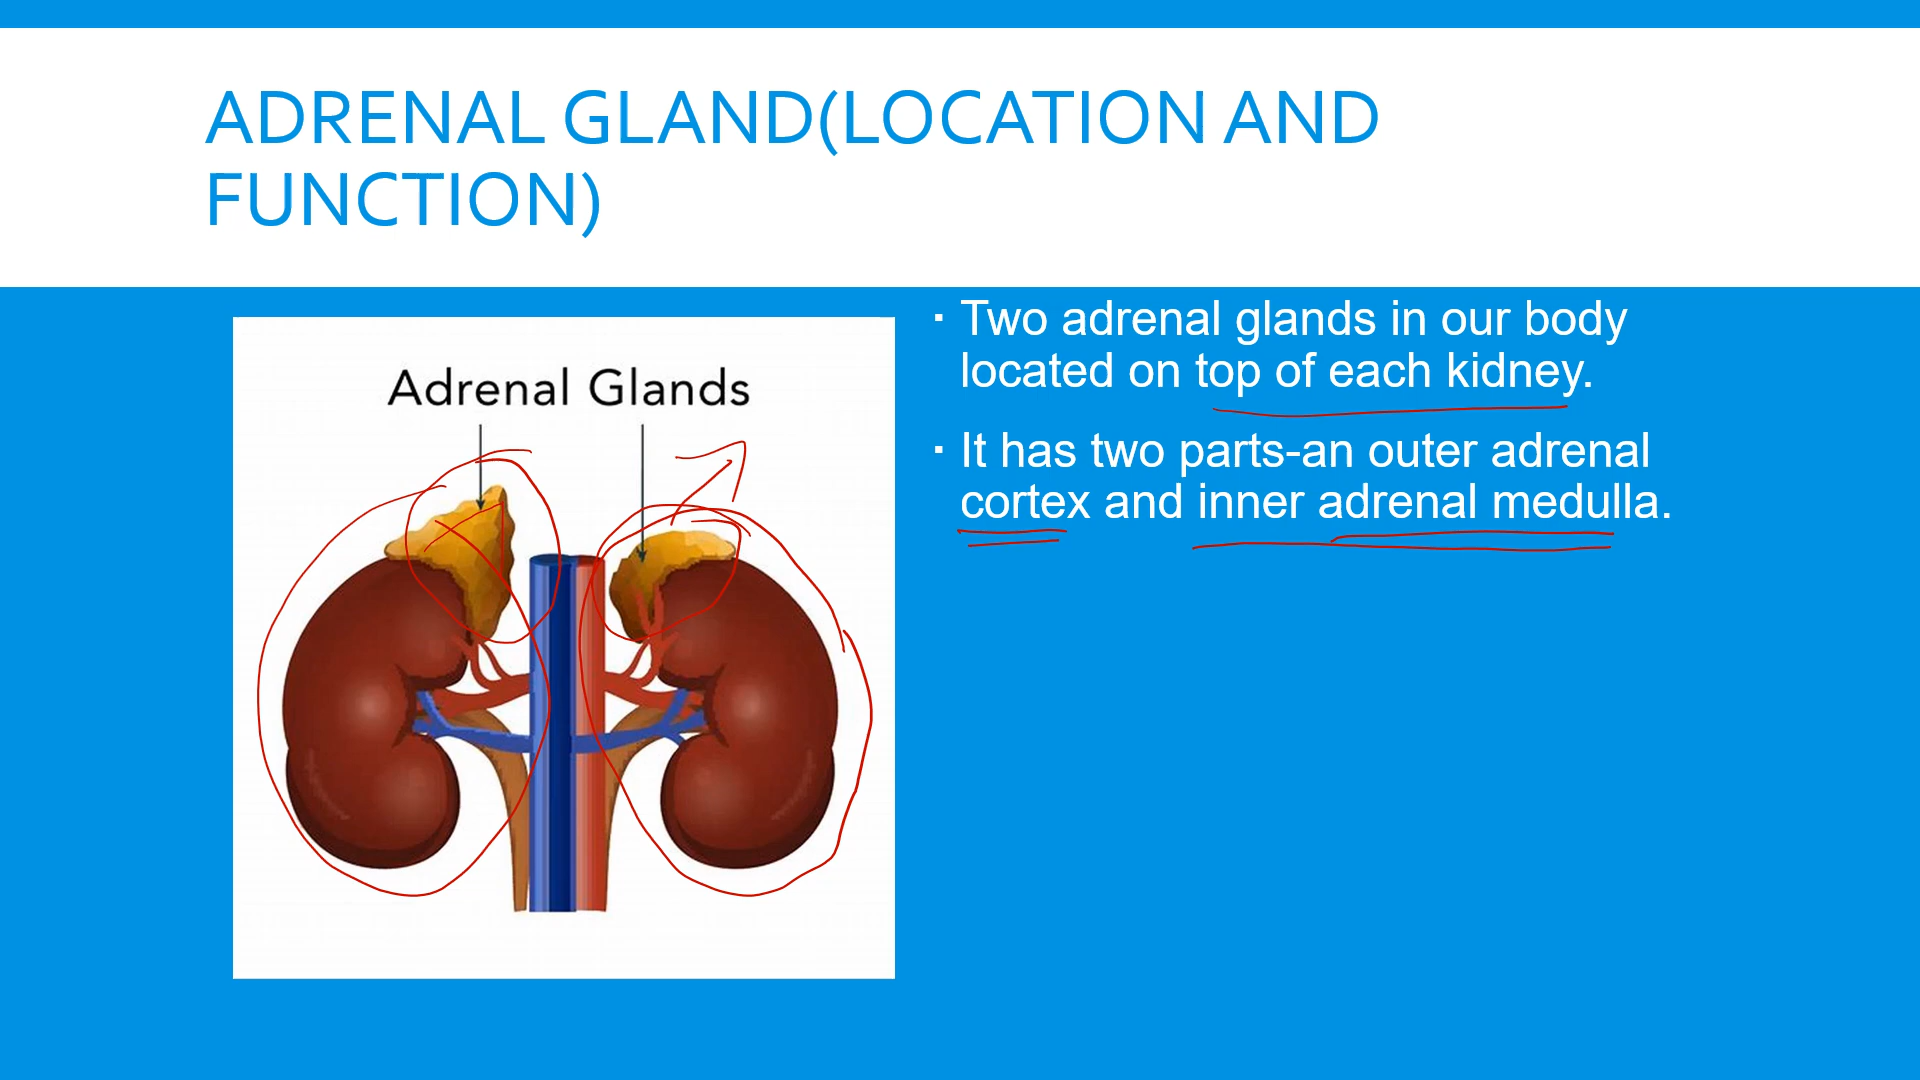 ADRENAL GLAND(LOCATION AND
FUNCTION)
Adrenal Glands
▪ Two adrenal glands in our body
located on top of each kidney.
▪ It has two parts-an outer adrenal
cortex and inner adrenal medulla.